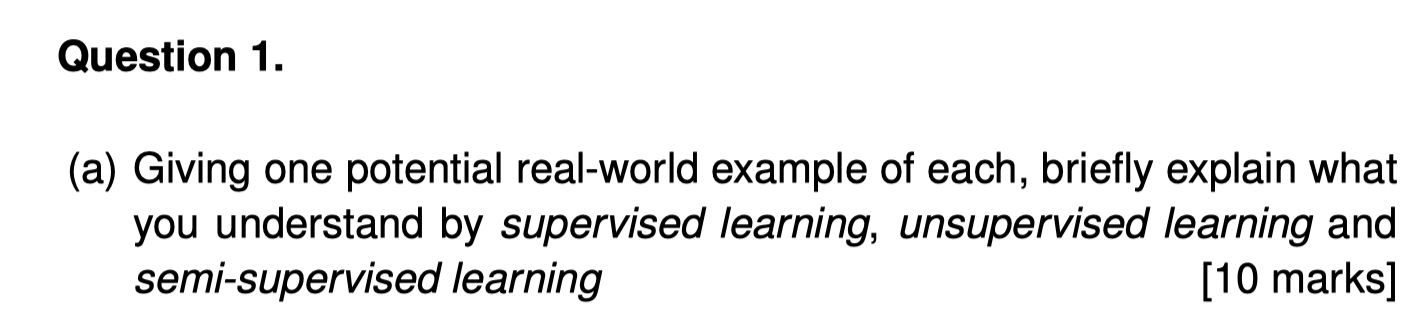 Question 1.
(a) Giving one potential real-world example of each, briefly explain what
you understand by supervised learning, unsupervised learning and
semi-supervised learning [10 marks]